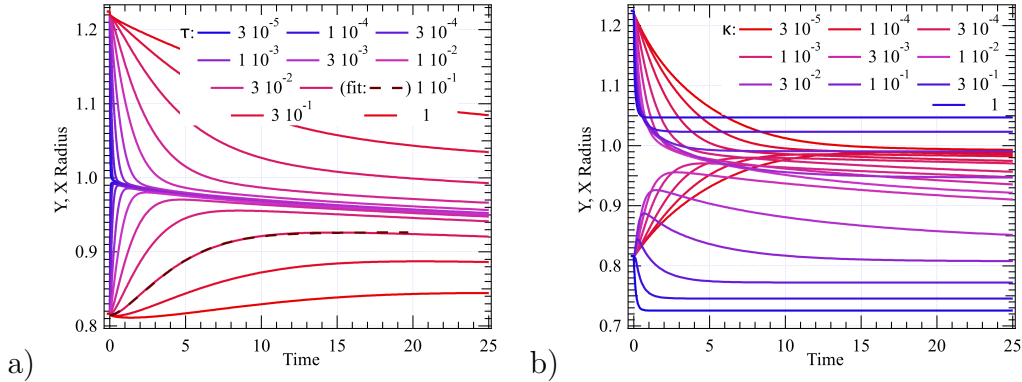 τ: 3 10⁻⁵ 1 10⁻⁴ 3 10⁻⁴
1 10⁻³ 3 10⁻³ 1 10⁻²
3 10⁻² (fit: ) 1 10⁻¹
3 10⁻¹ 1
1.2
1.1
1.0
0.9
0.8
Y, X Radius
0 5 10 15 20 25
Time
a)
κ: 3 10⁻⁵ 1 10⁻⁴ 3 10⁻⁴
1 10⁻³ 3 10⁻³ 1 10⁻²
3 10⁻² 1 10⁻¹ 3 10⁻¹
1
1.2
1.1
1.0
0.9
0.8
0.7
Y, X Radius
0 5 10 15 20 25
Time
b)